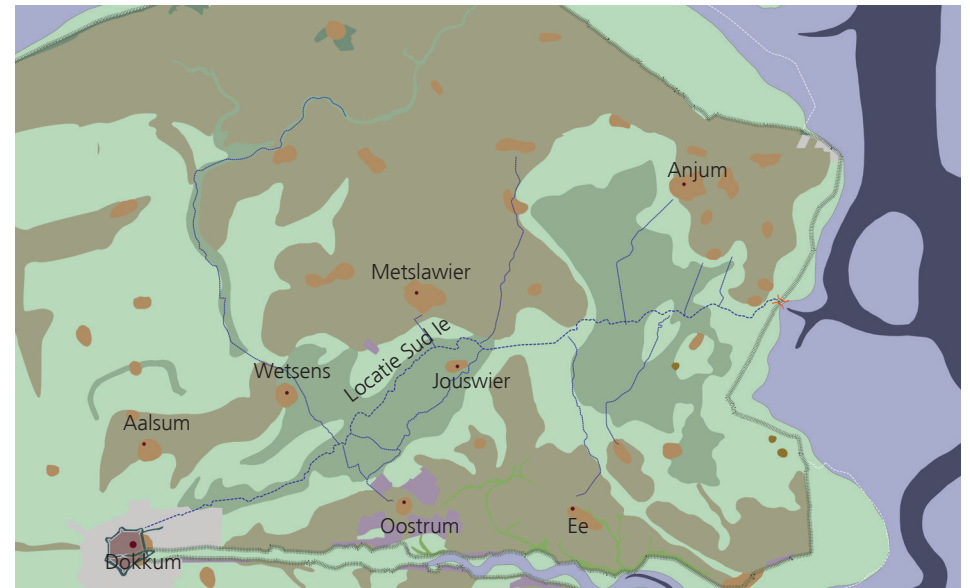 Anjum
Metslawier
Locatie Sud Ie
Wetsens
Jouswier
Aalsum
Oostrum
Ee
Dokkum